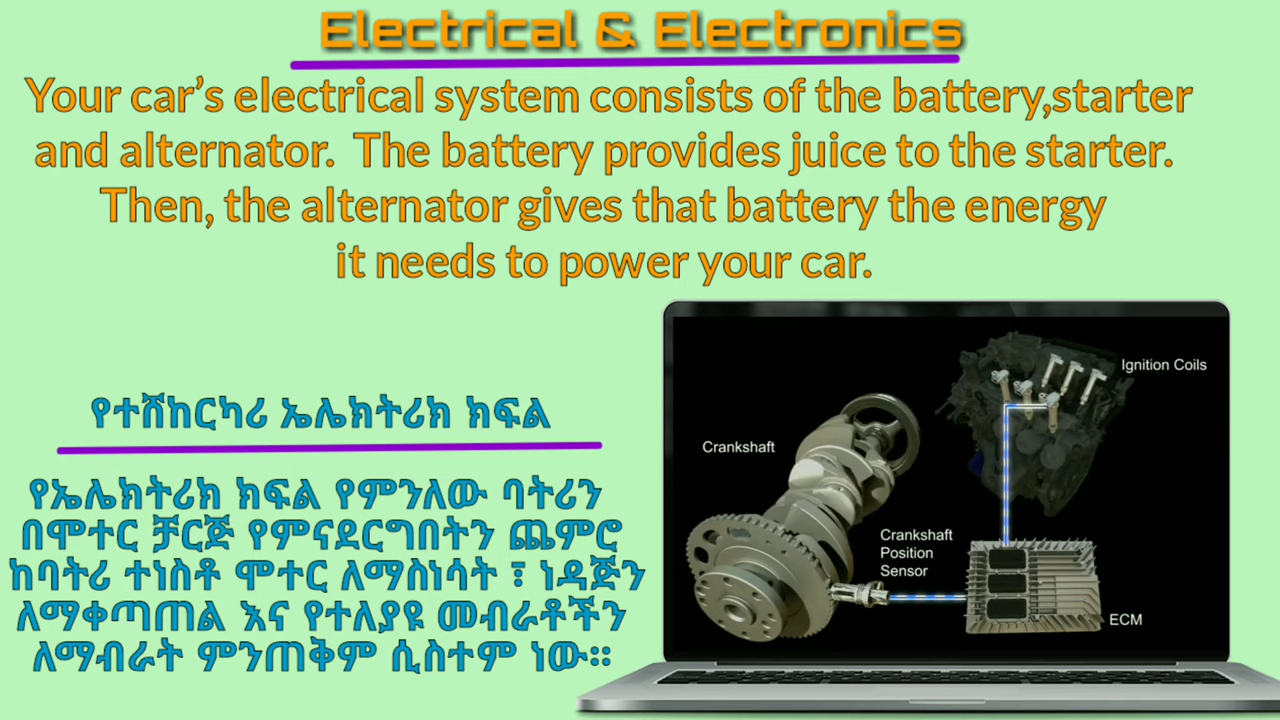 Electrical & Electronics
Your car’s electrical system consists of the battery,starter
and alternator. The battery provides juice to the starter.
Then, the alternator gives that battery the energy
it needs to power your car.
የተሽከርካሪ ኤሌክትሪክ ክፍል
የኤሌክትሪክ ክፍል የምንለው ባትሪን
በሞተር ቻርጅ የምናደርግበትን ጨምሮ
ከባትሪ ተነስቶ ሞተር ለማስነሳት ፣ ነዳጅን
ለማቀጣጠል እና የተለያዩ መብራቶችን
ለማብራት ምንጠቅም ሲስተም ነው።
Ignition Coils
Crankshaft
Crankshaft
Position
Sensor
ECM